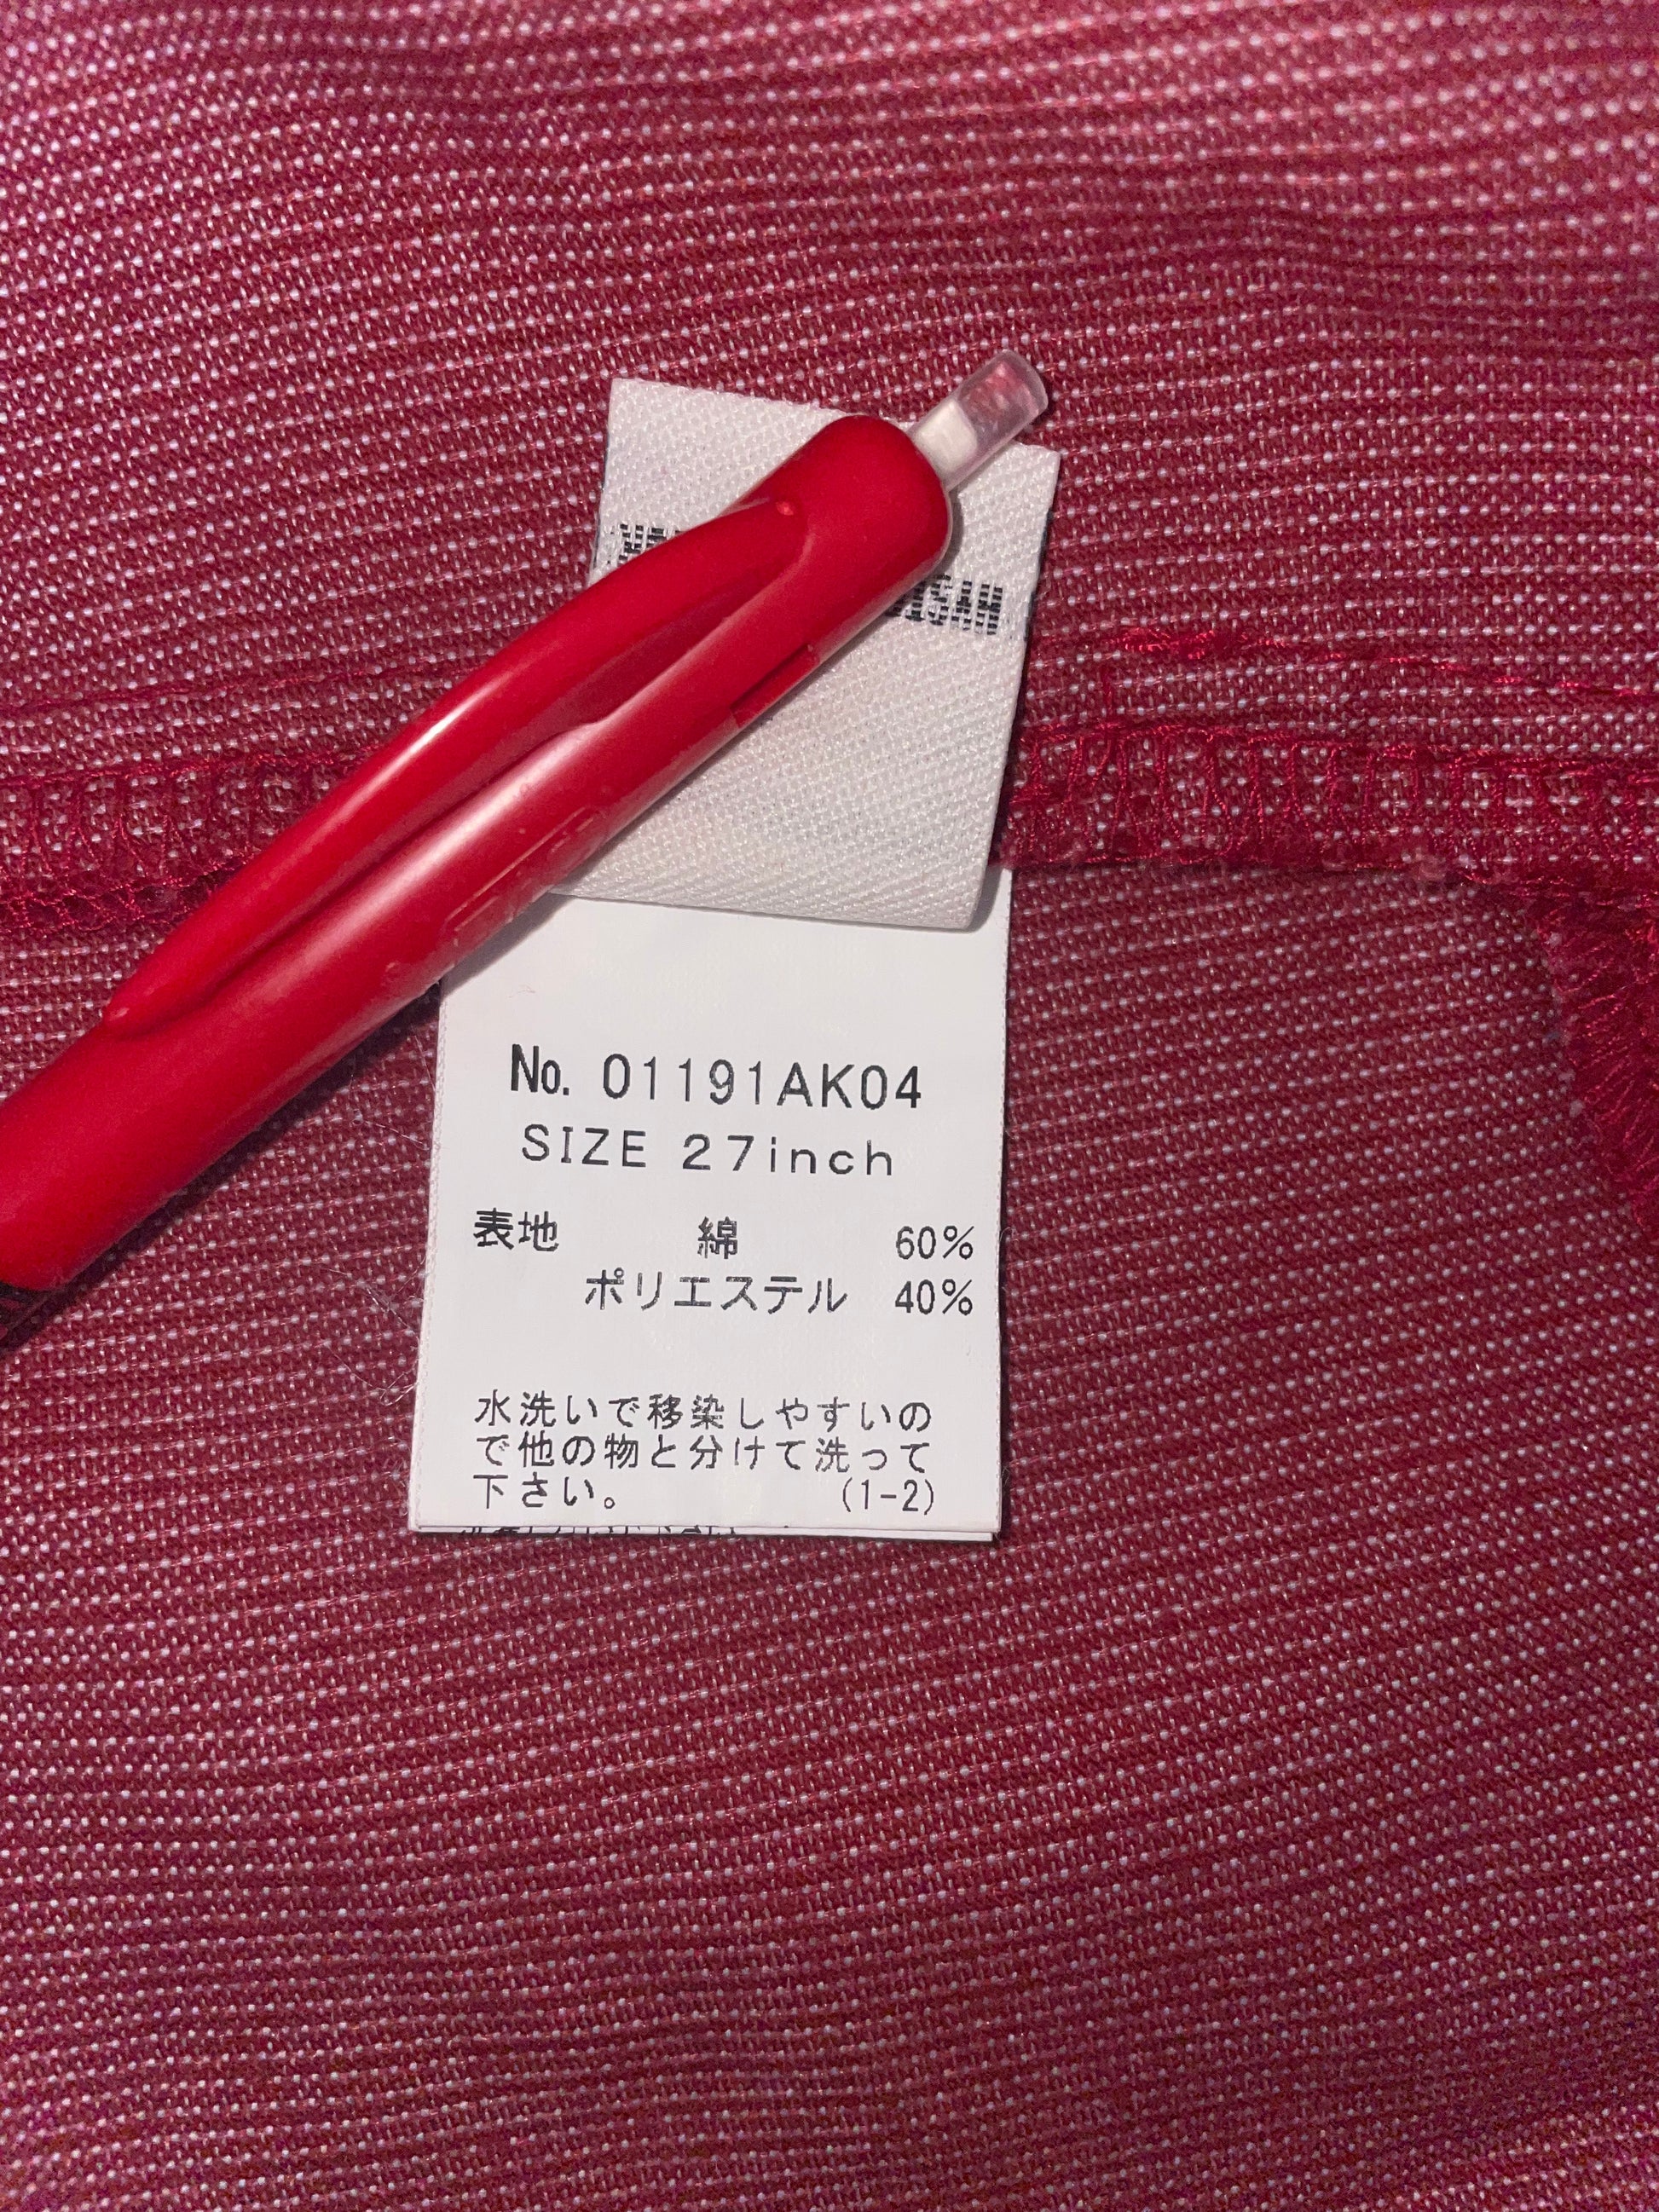 No. 01191AK04
SIZE 27inch
表地 綿 60%
ポリエステル 40%
水洗いで移染しやすいの
で他の物と分けて洗って
下さい。 (1-2)